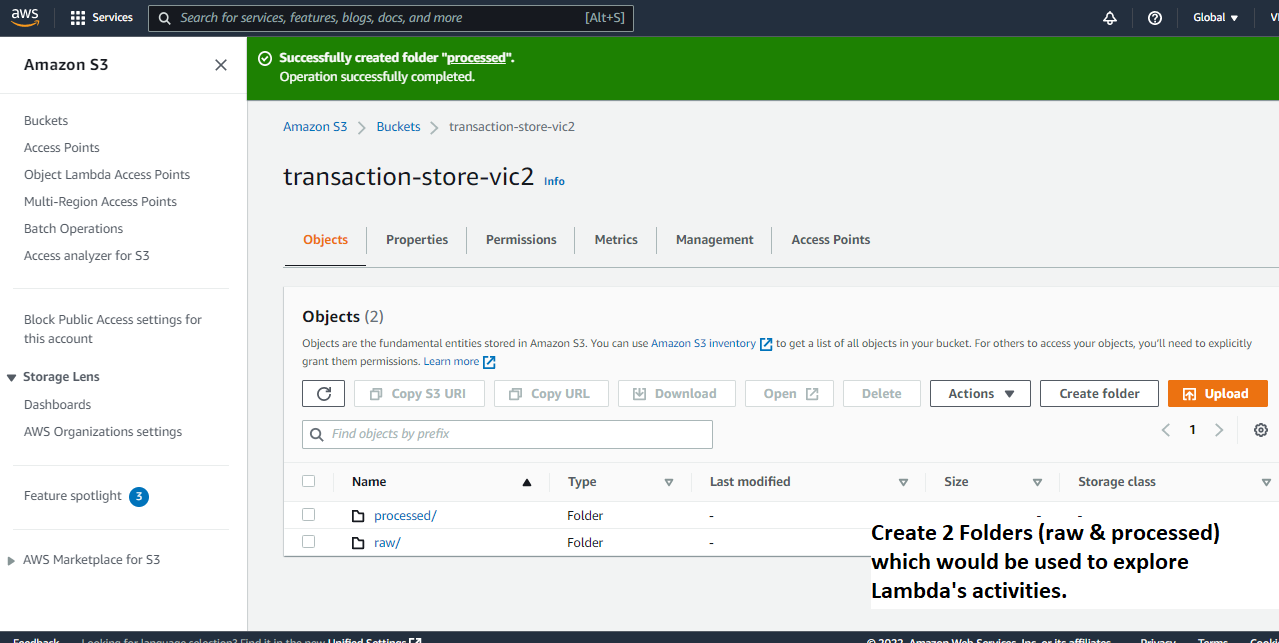 aws
Services
Search for services, features, blogs, docs, and more
[Alt+S]
Global
Amazon S3
Buckets
Access Points
Object Lambda Access Points
Multi-Region Access Points
Batch Operations
Access analyzer for S3
Block Public Access settings for
this account
Storage Lens
Dashboards
AWS Organizations settings
Feature spotlight 3
AWS Marketplace for S3
Successfully created folder "processed".
Operation successfully completed.
Amazon S3 > Buckets > transaction-store-vic2
transaction-store-vic2 Info
Objects
Properties
Permissions
Metrics
Management
Access Points
Objects (2)
Objects are the fundamental entities stored in Amazon S3. You can use Amazon S3 inventory to get a list of all objects in your bucket. For others to access your objects, you'll need to explicitly
grant them permissions. Learn more
Copy S3 URI
Copy URL
Download
Open
Delete
Actions
Create folder
Upload
Find objects by prefix
1
Name Type Last modified Size Storage class
processed/ Folder - - -
raw/ Folder -
Create 2 Folders (raw & processed)
which would be used to explore
Lambda's activities.
Feedback Looking for language selection? Find it in the new Unified Settings
© 2022, Amazon Web Services, Inc. or its affiliates. Privacy Terms